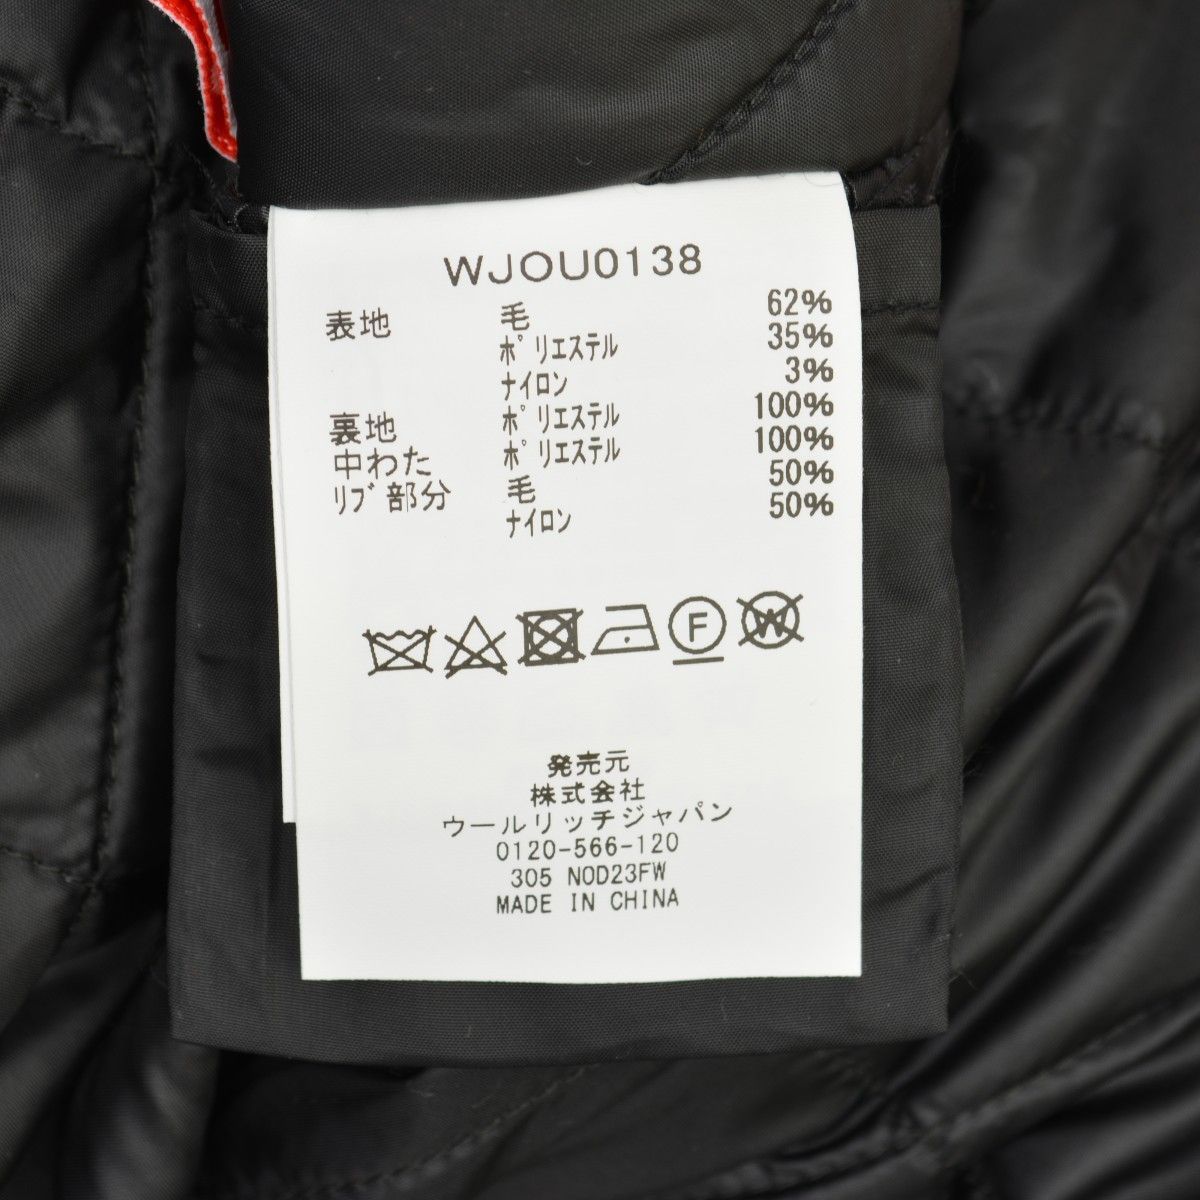 WJOU0138
表地 毛 62%
ポリエステル 35%
ナイロン 3%
裏地 ポリエステル 100%
中わた ポリエステル 100%
リブ部分 毛 50%
ナイロン 50%
F W
発売元
株式会社
ウールリッチジャパン
0120-566-120
305 NOD23FW
MADE IN CHINA